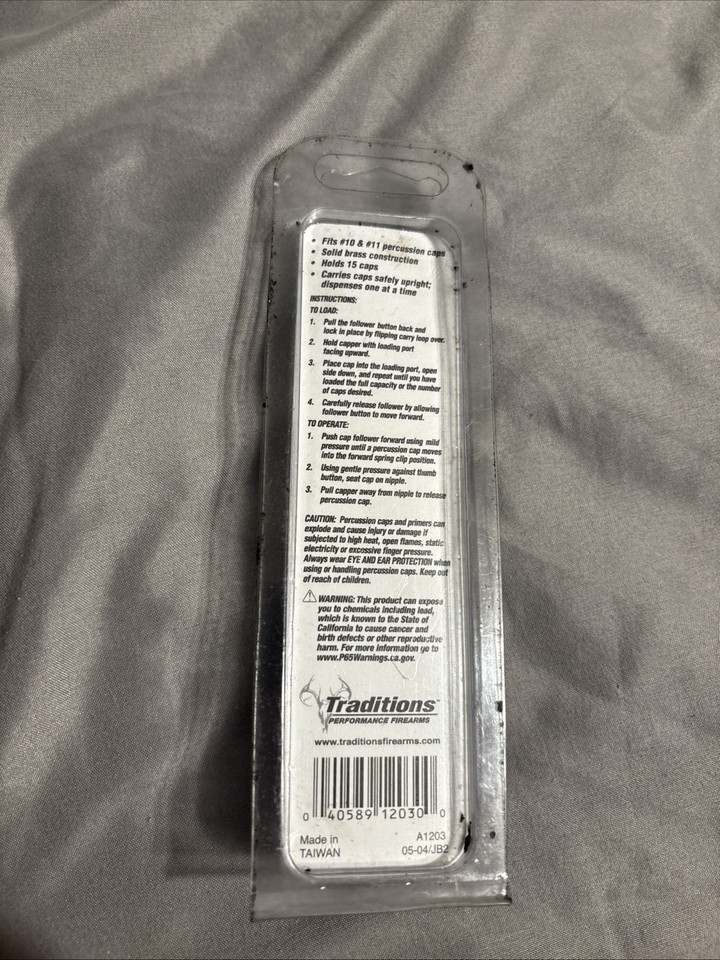 • Fits #10 & #11 percussion caps
• Solid brass construction
• Holds 15 caps
• Carries caps safely upright;
dispenses one at a time
INSTRUCTIONS:
TO LOAD:
1. Pull the follower button back and
lock in place by flipping carry loop over.
2. Hold capper with loading port
facing upward.
3. Place cap into the loading port, open
side down, and repeat until you have
loaded the full capacity or the number
of caps desired.
4. Carefully release follower by allowing
follower button to move forward.
TO OPERATE:
1. Push cap follower forward using mild
pressure until a percussion cap moves
into the forward spring clip position.
2. Using gentle pressure against thumb
button, seat cap on nipple.
3. Pull capper away from nipple to release
percussion cap.
CAUTION: Percussion caps and primers can
explode and cause injury or damage if
subjected to high heat, open flames, static
electricity or excessive finger pressure.
Always wear EYE AND EAR PROTECTION when
using or handling percussion caps. Keep out
of reach of children.
⚠ WARNING: This product can expose
you to chemicals including lead,
which is known to the State of
California to cause cancer and
birth defects or other reproductive
harm. For more information go to
www.P65Warnings.ca.gov.
Traditions™
PERFORMANCE FIREARMS
www.traditionsfirearms.com
0 40589 12030 0
Made in A1203
TAIWAN 05-04/JB2